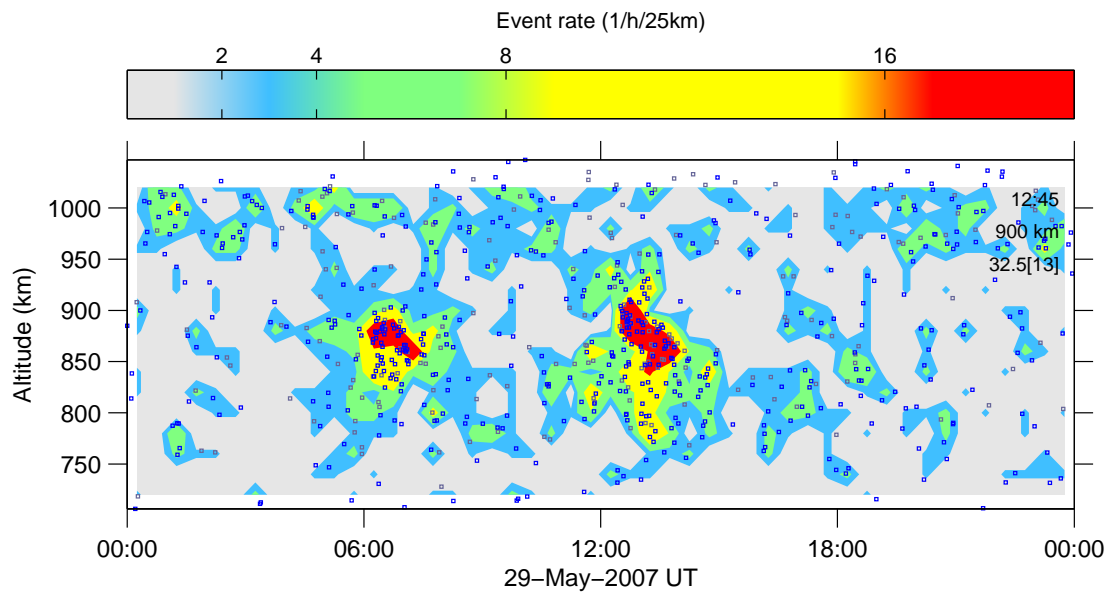 Event rate (1/h/25km)
2 4 8 16
1000
950
900
850
800
750
Altitude (km)
12:45
900 km
32.5[13]
00:00 06:00 12:00 18:00 00:00
29−May−2007 UT